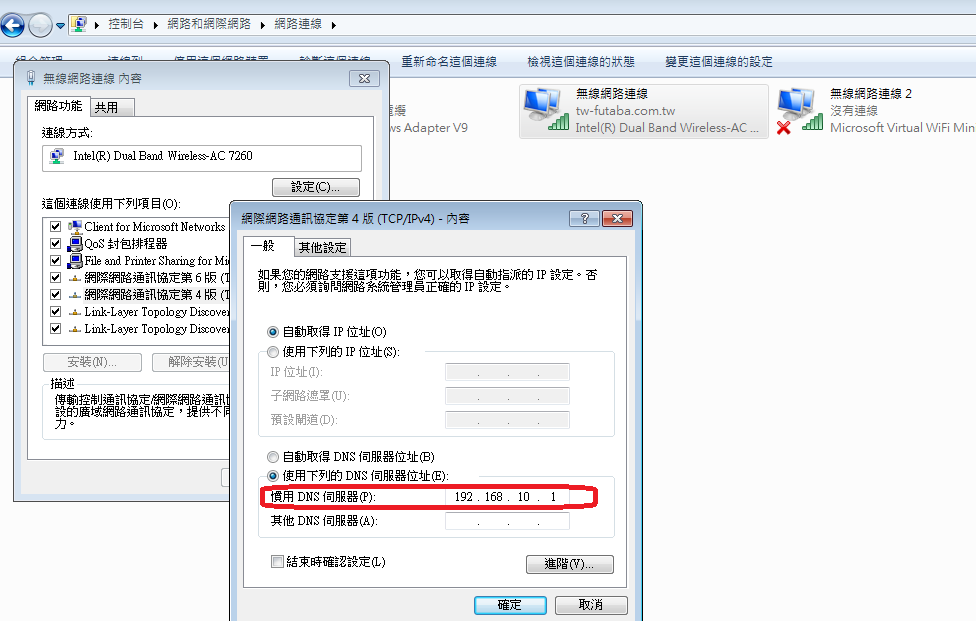 控制台 ▸ 網路和網際網路 ▸ 網路連線 ▸
重新命名這個連線 檢視這個連線的狀態 變更這個連線的設定
ws Adapter V9
無線網路連線
tw-futaba.com.tw
Intel(R) Dual Band Wireless-AC ...
無線網路連線 2
沒有連線
Microsoft Virtual WiFi Min
無線網路連線 內容
網路功能 共用
連線方式:
Intel(R) Dual Band Wireless-AC 7260
設定(C)...
這個連線使用下列項目(O):
Client for Microsoft Networks
QoS 封包排程器
File and Printer Sharing for Mi
網際網路通訊協定第 6 版 (T
網際網路通訊協定第 4 版 (T
Link-Layer Topology Discover
Link-Layer Topology Discover
安裝(N)... 解除安裝(U
描述
傳輸控制通訊協定/網際網路通訊
設的廣域網路通訊協定，提供不同
力。
網際網路通訊協定第 4 版 (TCP/IPv4) - 內容
一般 其他設定
如果您的網路支援這項功能，您可以取得自動指派的 IP 設定。否
則，您必須詢問網路系統管理員正確的 IP 設定。
自動取得 IP 位址(O)
使用下列的 IP 位址(S):
IP 位址(I):
子網路遮罩(U):
預設閘道(D):
自動取得 DNS 伺服器位址(B)
使用下列的 DNS 伺服器位址(E):
慣用 DNS 伺服器(P): 192 . 168 . 10 . 1
其他 DNS 伺服器(A):
結束時確認設定(L)
進階(V)...
確定 取消